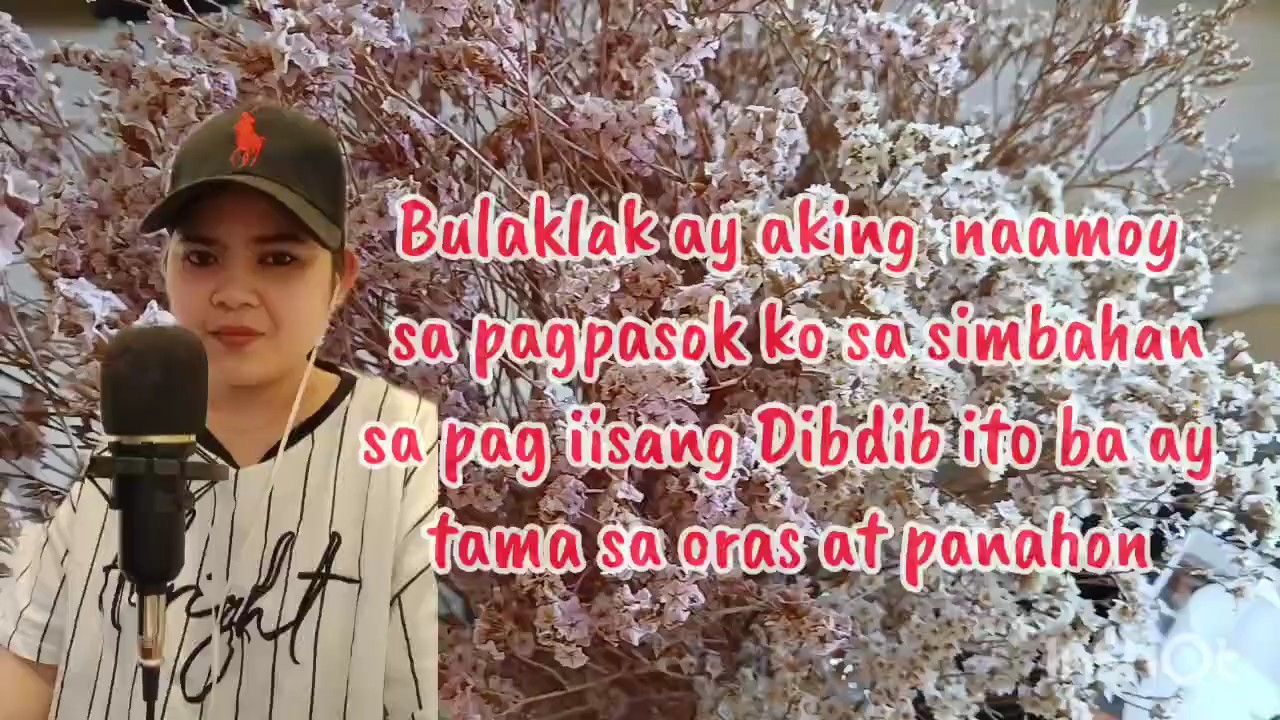 Bulaklak ay aking naamoy
sa pagpasok ko sa simbahan
sa pag iisang Dibdib ito ba ay
tama sa oras at panahon
InShOt